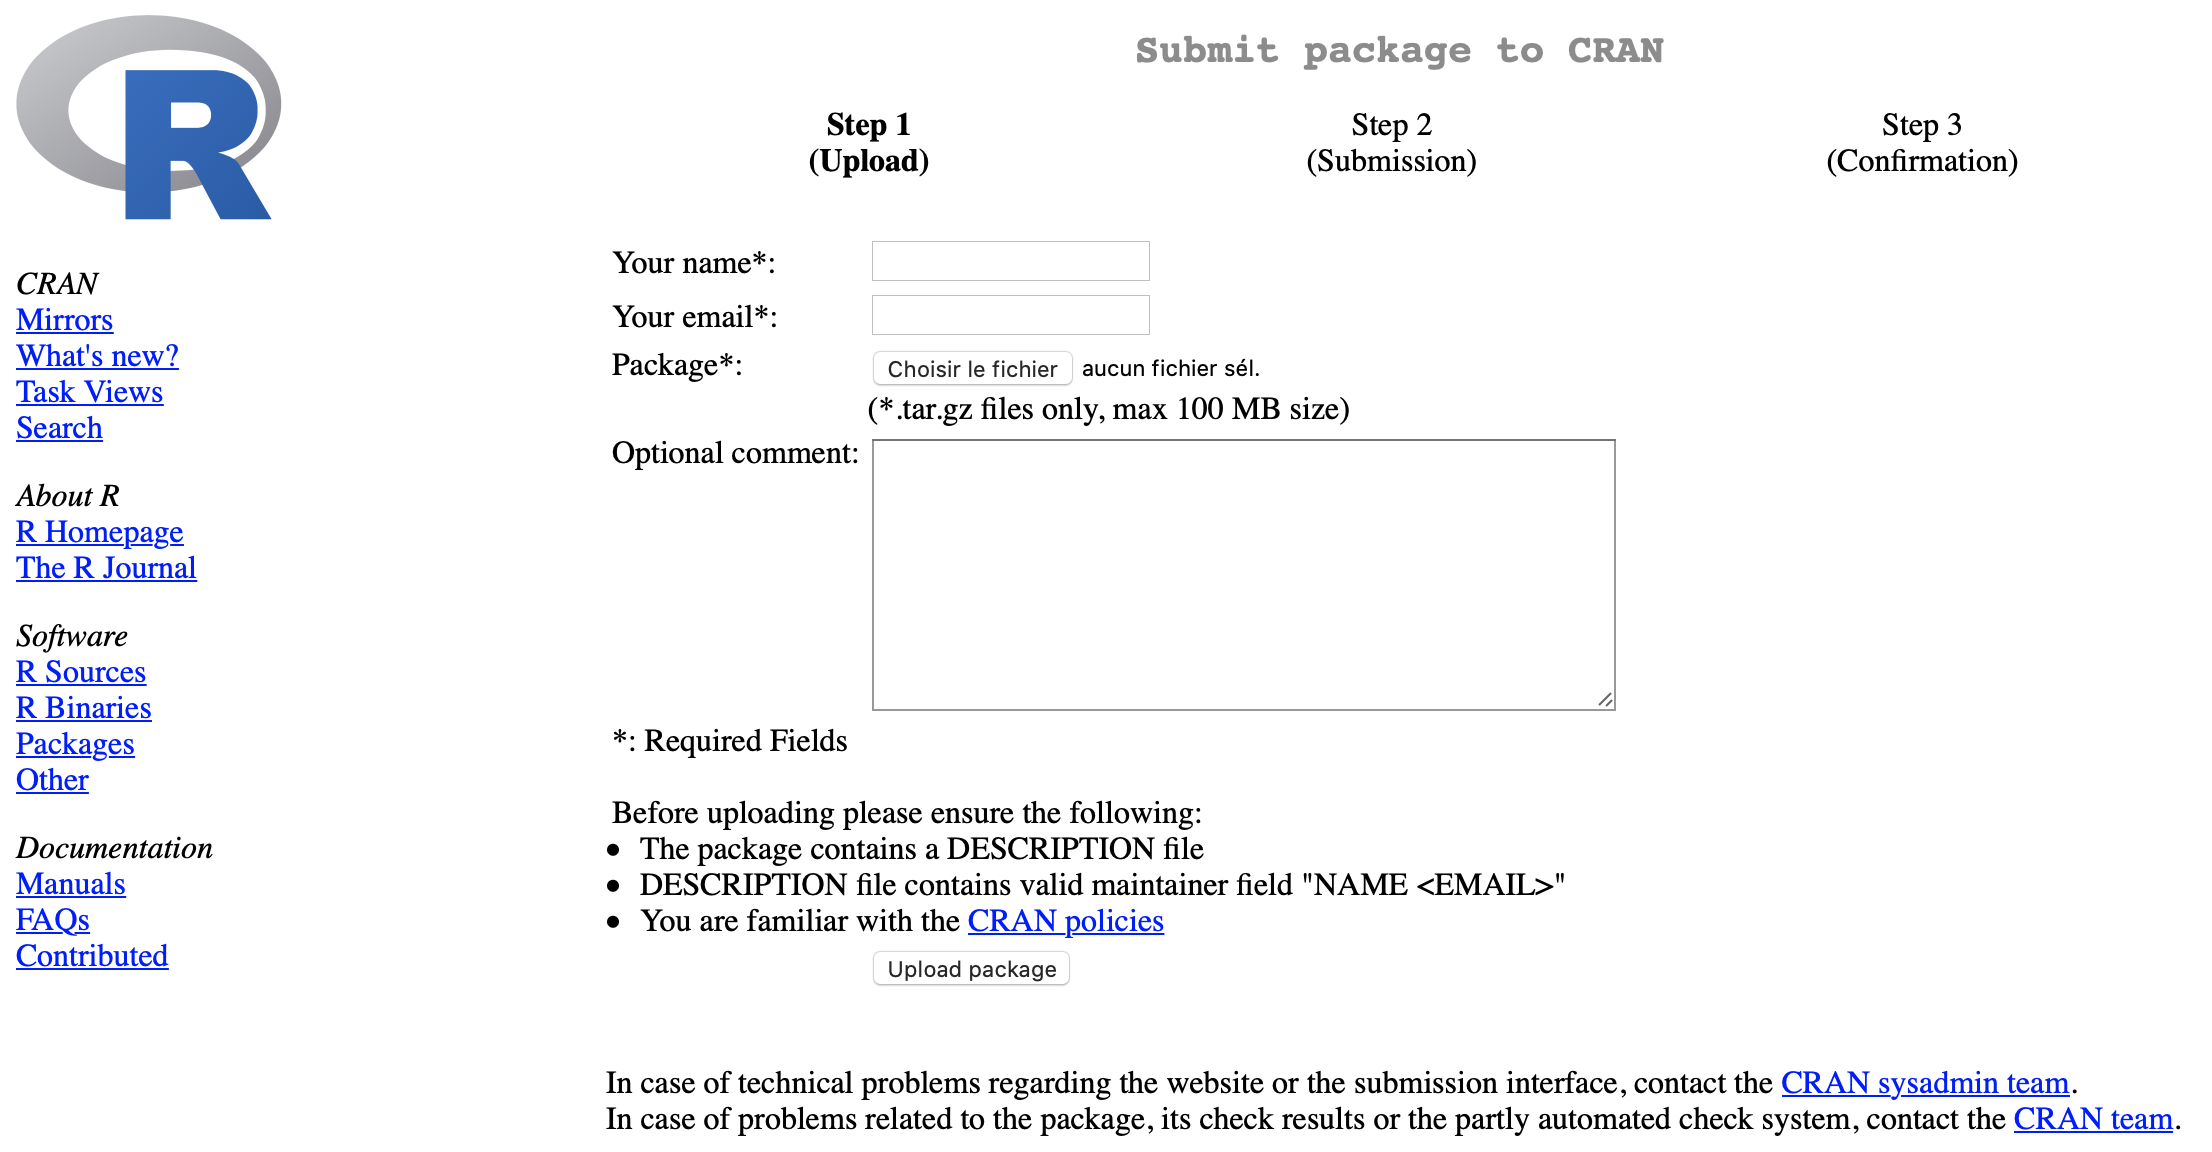 R
CRAN
Mirrors
What's new?
Task Views
Search
About R
R Homepage
The R Journal
Software
R Sources
R Binaries
Packages
Other
Documentation
Manuals
FAQs
Contributed
Submit package to CRAN
Step 1 Step 2 Step 3
(Upload) (Submission) (Confirmation)
Your name*:
Your email*:
Package*: Choisir le fichier aucun fichier sél.
(*.tar.gz files only, max 100 MB size)
Optional comment:
*: Required Fields
Before uploading please ensure the following:
• The package contains a DESCRIPTION file
• DESCRIPTION file contains valid maintainer field "NAME <EMAIL>"
• You are familiar with the CRAN policies
Upload package
In case of technical problems regarding the website or the submission interface, contact the CRAN sysadmin team.
In case of problems related to the package, its check results or the partly automated check system, contact the CRAN team.